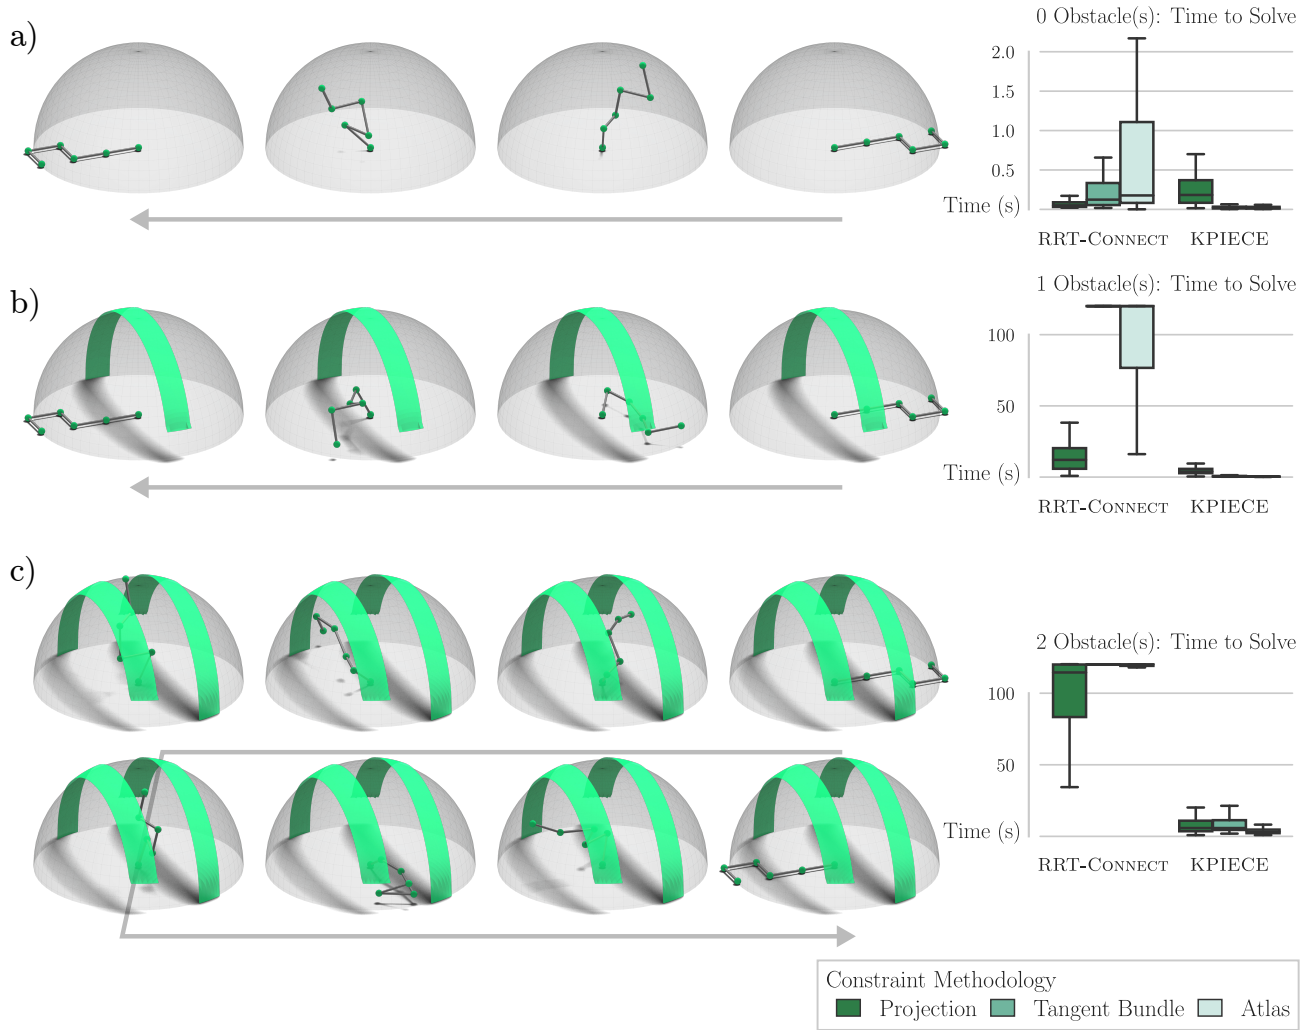 a)
0 Obstacle(s): Time to Solve
2.0
1.5
1.0
0.5
Time (s)
RRT-CONNECT KPIECE
b)
1 Obstacle(s): Time to Solve
100
50
Time (s)
RRT-CONNECT KPIECE
c)
2 Obstacle(s): Time to Solve
100
50
Time (s)
RRT-CONNECT KPIECE
Constraint Methodology
Projection Tangent Bundle Atlas